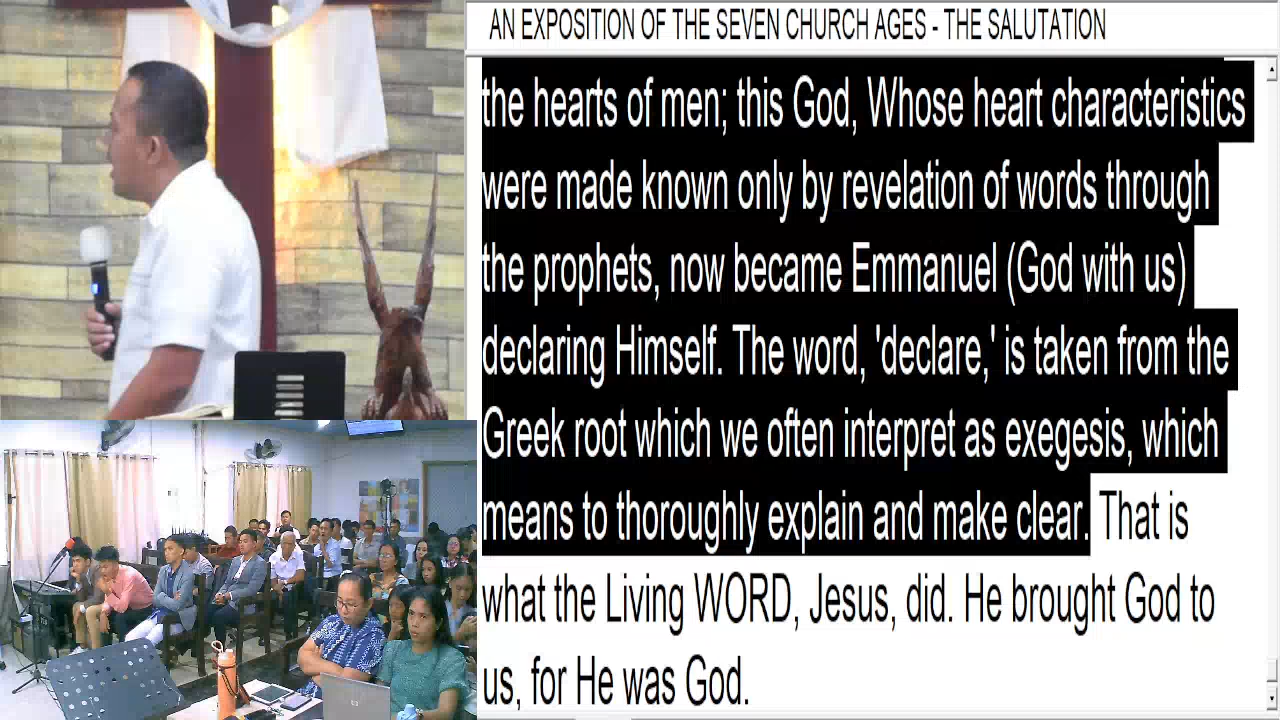 AN EXPOSITION OF THE SEVEN CHURCH AGES - THE SALUTATION
the hearts of men; this God, Whose heart characteristics
were made known only by revelation of words through
the prophets, now became Emmanuel (God with us)
declaring Himself. The word, 'declare,' is taken from the
Greek root which we often interpret as exegesis, which
means to thoroughly explain and make clear. That is
what the Living WORD, Jesus, did. He brought God to
us, for He was God.